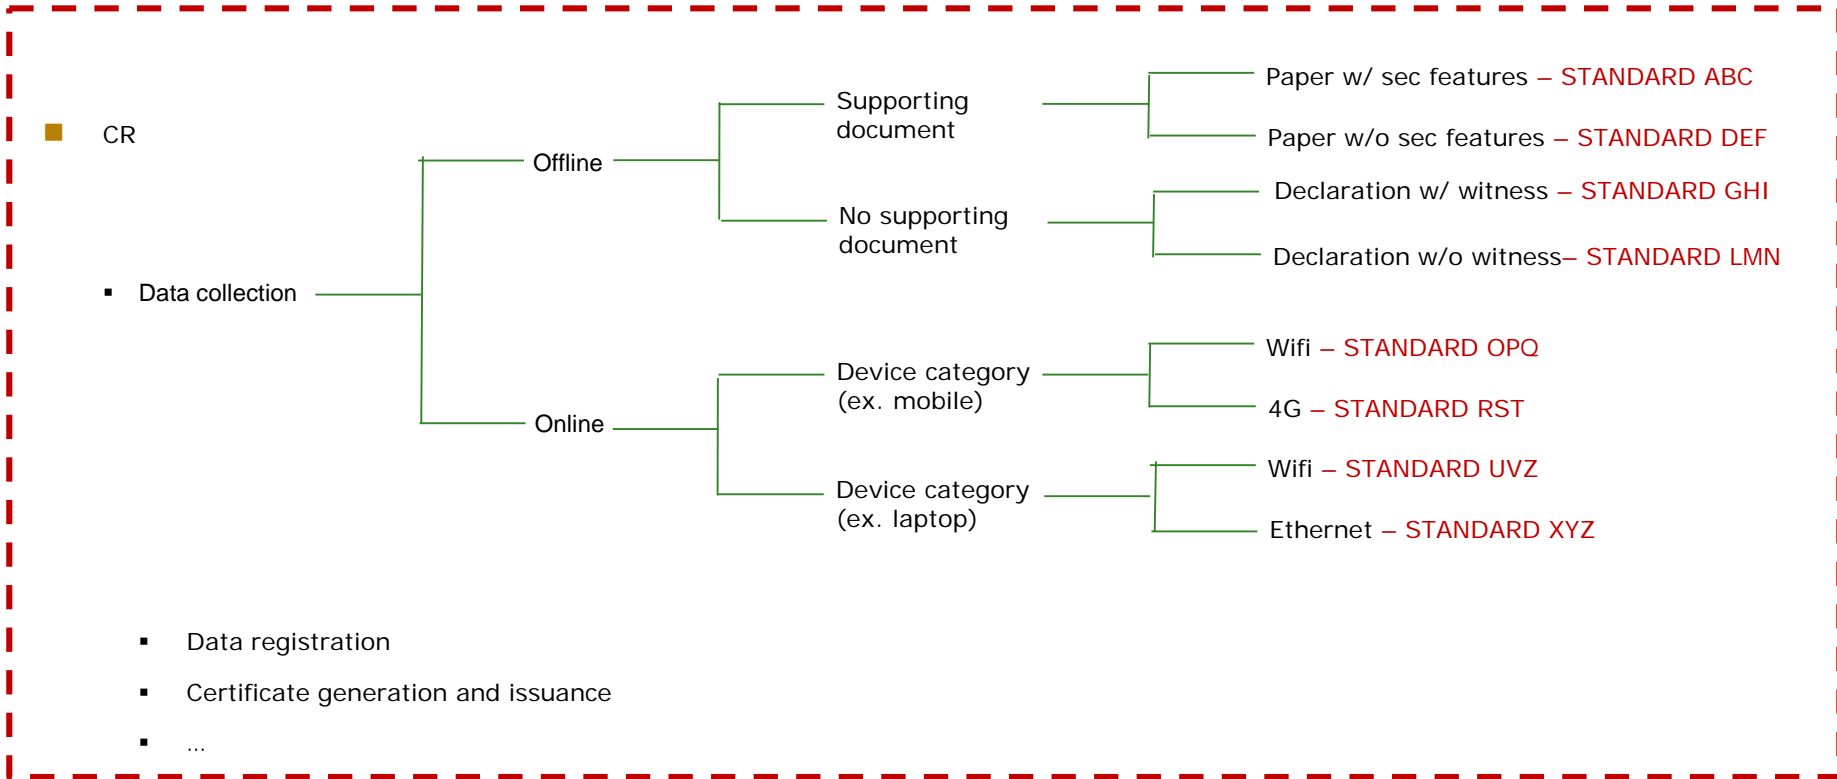 CR
Data collection
Offline
Supporting
document
Paper w/ sec features – STANDARD ABC
Paper w/o sec features – STANDARD DEF
No supporting
document
Declaration w/ witness – STANDARD GHI
Declaration w/o witness– STANDARD LMN
Online
Device category
(ex. mobile)
Wifi – STANDARD OPQ
4G – STANDARD RST
Device category
(ex. laptop)
Wifi – STANDARD UVZ
Ethernet – STANDARD XYZ
Data registration
Certificate generation and issuance
...